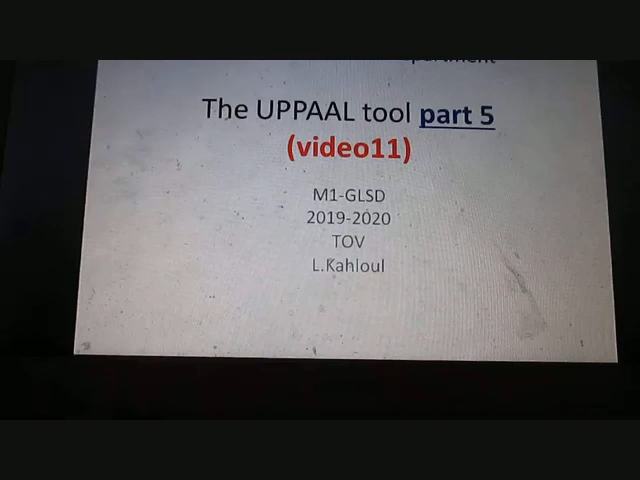 The UPPAAL tool part 5
(video11)
M1-GLSD
2019-2020
TOV
L.Kahloul